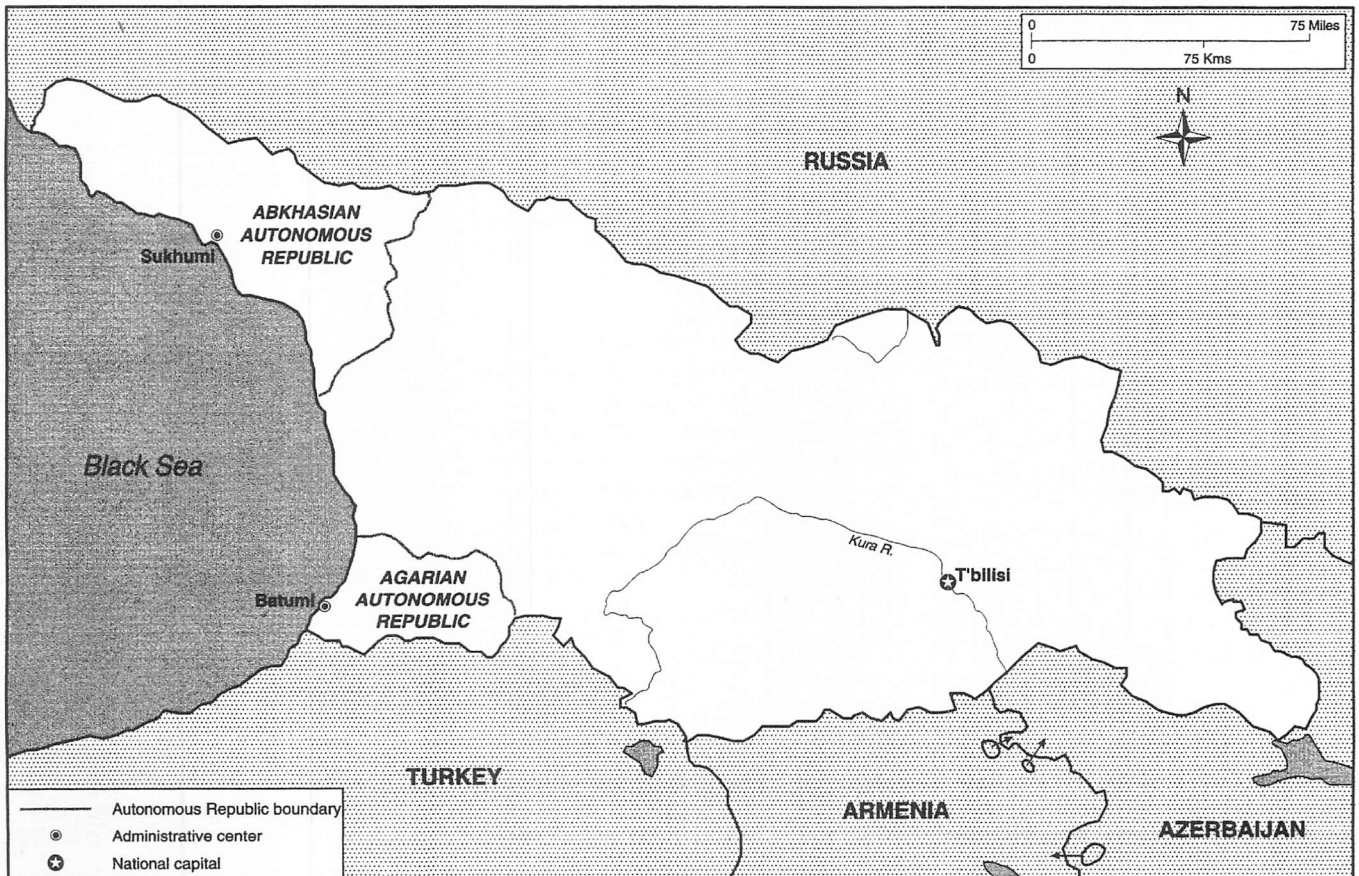 0 75 Miles
0 75 Kms
N
RUSSIA
ABKHASIAN
AUTONOMOUS
REPUBLIC
Sukhumi
Black Sea
Kura R.
T'bilisi
AGARIAN
AUTONOMOUS
REPUBLIC
Batumi
TURKEY
ARMENIA
AZERBAIJAN
Autonomous Republic boundary
Administrative center
National capital